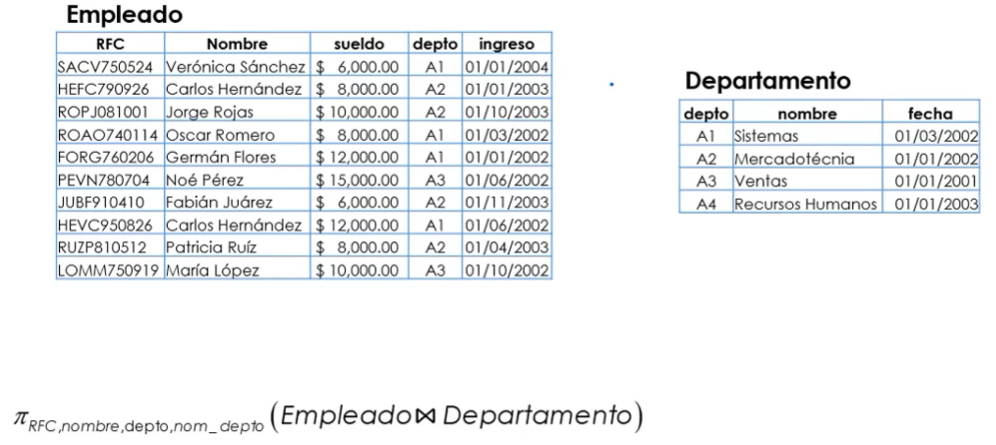 Empleado
RFC Nombre sueldo depto ingreso
SACV750524 Verónica Sánchez $ 6,000.00 A1 01/01/2004
HEFC790926 Carlos Hernández $ 8,000.00 A2 01/01/2003
ROPJ081001 Jorge Rojas $ 10,000.00 A2 01/10/2003
ROAO740114 Oscar Romero $ 8,000.00 A1 01/03/2002
FORG760206 Germán Flores $ 12,000.00 A1 01/01/2002
PEVN780704 Noé Pérez $ 15,000.00 A3 01/06/2002
JUBF910410 Fabián Juárez $ 6,000.00 A2 01/11/2003
HEVC950826 Carlos Hernández $ 12,000.00 A1 01/06/2002
RUZP810512 Patricia Ruíz $ 8,000.00 A2 01/04/2003
LOMM750919 María López $ 10,000.00 A3 01/10/2002
Departamento
depto nombre fecha
A1 Sistemas 01/03/2002
A2 Mercadotécnia 01/01/2002
A3 Ventas 01/01/2001
A4 Recursos Humanos 01/01/2003
π RFC,nombre,depto,nom_depto (Empleado⋈Departamento)